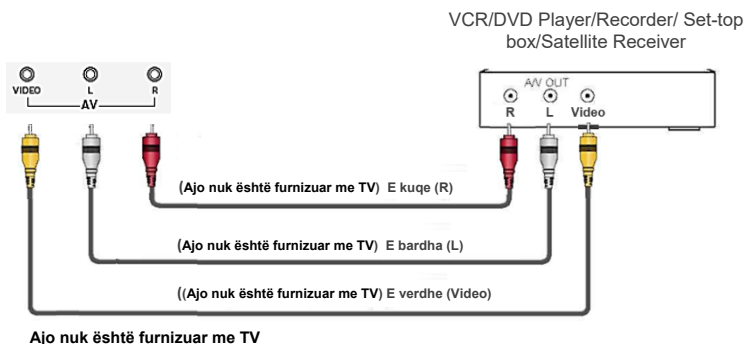 VCR/DVD Player/Recorder/ Set-top
box/Satellite Receiver
VIDEO L R
AV
A/V OUT
R L Video
(Ajo nuk është furnizuar me TV) E kuqe (R)
(Ajo nuk është furnizuar me TV) E bardha (L)
((Ajo nuk është furnizuar me TV) E verdhe (Video)
Ajo nuk është furnizuar me TV